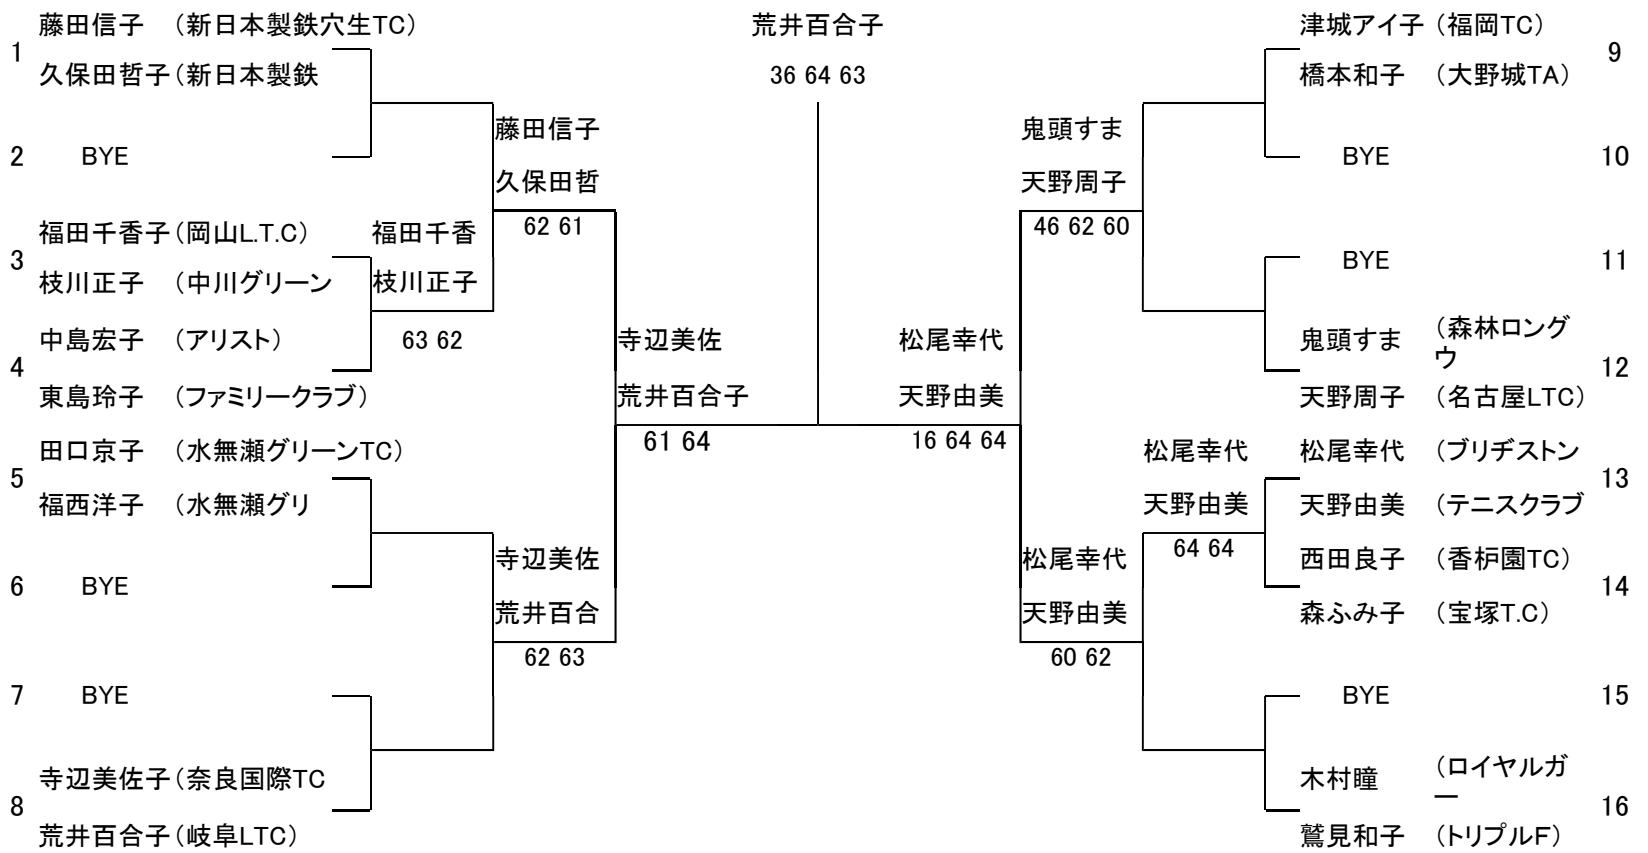 荒井百合子
36 64 63
1
藤田信子 （新日本製鉄穴生TC）
久保田哲子（新日本製鉄
2 BYE
3
福田千香子（岡山L.T.C）
枝川正子 （中川グリーン
4
中島宏子 （アリスト）
東島玲子 （ファミリークラブ）
5
田口京子 （水無瀬グリーンTC）
福西洋子 （水無瀬グリ
6 BYE
7 BYE
8
寺辺美佐子（奈良国際TC
荒井百合子（岐阜LTC）
福田千香
枝川正子
63 62
藤田信子
久保田哲
62 61
寺辺美佐
荒井百合
62 63
寺辺美佐
荒井百合子
61 64
松尾幸代
天野由美
16 64 64
鬼頭すま
天野周子
46 62 60
松尾幸代
天野由美
60 62
松尾幸代
天野由美
64 64
津城アイ子（福岡TC）
橋本和子 （大野城TA）
9
BYE 10
BYE 11
鬼頭すま （森林ロング
ウ
天野周子 （名古屋LTC）
12
松尾幸代 （ブリヂストン
天野由美 （テニスクラブ
13
西田良子 （香枦園TC）
森ふみ子 （宝塚T.C）
14
BYE 15
木村瞳 （ロイヤルガ
ー
鷲見和子 （トリプルF）
16